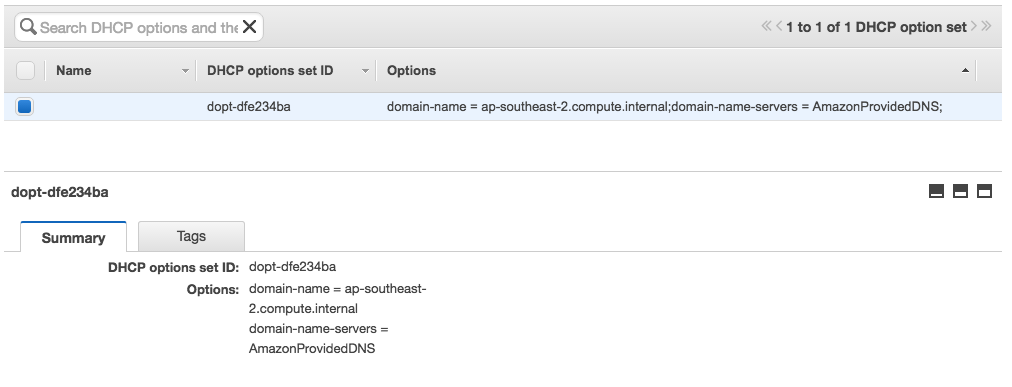 Search DHCP options and the
1 to 1 of 1 DHCP option set
Name DHCP options set ID Options
dopt-dfe234ba domain-name = ap-southeast-2.compute.internal;domain-name-servers = AmazonProvidedDNS;
dopt-dfe234ba
Summary Tags
DHCP options set ID: dopt-dfe234ba
Options: domain-name = ap-southeast-
2.compute.internal
domain-name-servers =
AmazonProvidedDNS